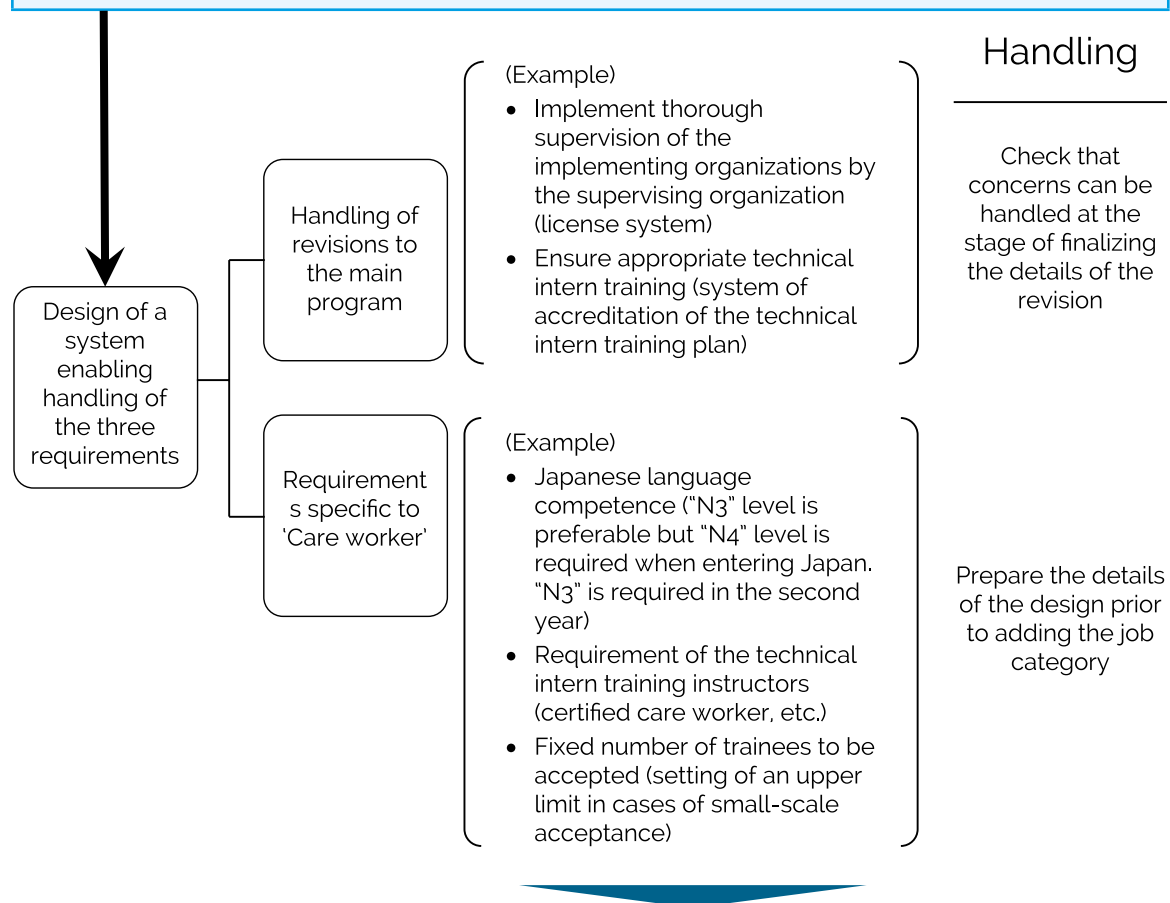 Handling
Design of a
system
enabling
handling of
the three
requirements
Handling of
revisions to
the main
program
(Example)
• Implement thorough
supervision of the
implementing organizations by
the supervising organization
(license system)
• Ensure appropriate technical
intern training (system of
accreditation of the technical
intern training plan)
Check that
concerns can be
handled at the
stage of finalizing
the details of the
revision
Requirement
s specific to
‘Care worker’
(Example)
• Japanese language
competence (“N3” level is
preferable but “N4” level is
required when entering Japan.
“N3” is required in the second
year)
• Requirement of the technical
intern training instructors
(certified care worker, etc.)
• Fixed number of trainees to be
accepted (setting of an upper
limit in cases of small-scale
acceptance)
Prepare the details
of the design prior
to adding the job
category